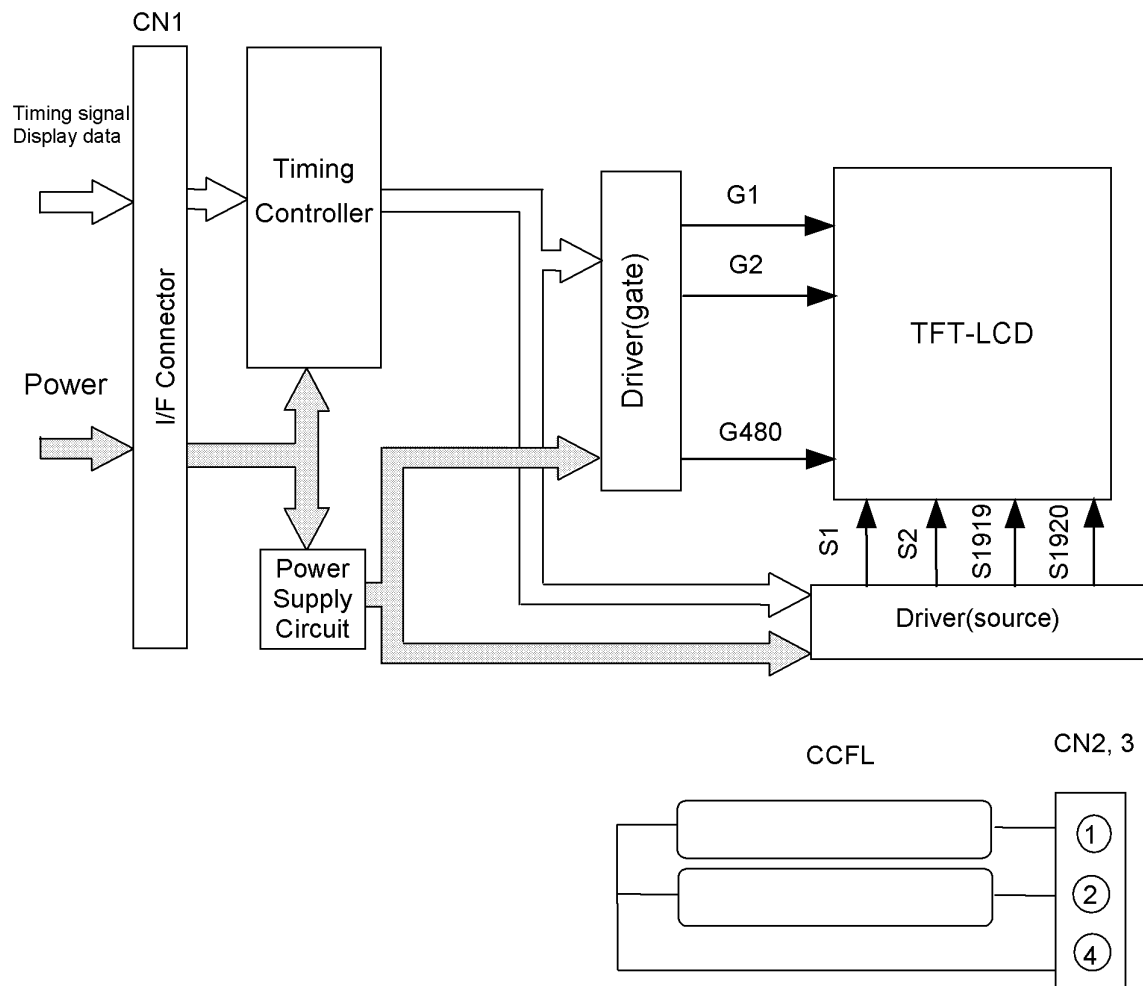 CN1
Timing signal
Display data
Power
I/F Connector
Timing
Controller
Power
Supply
Circuit
Driver(gate)
G1
G2
G480
TFT-LCD
S1
S2
S1919
S1920
Driver(source)
CCFL
CN2, 3
1
2
4